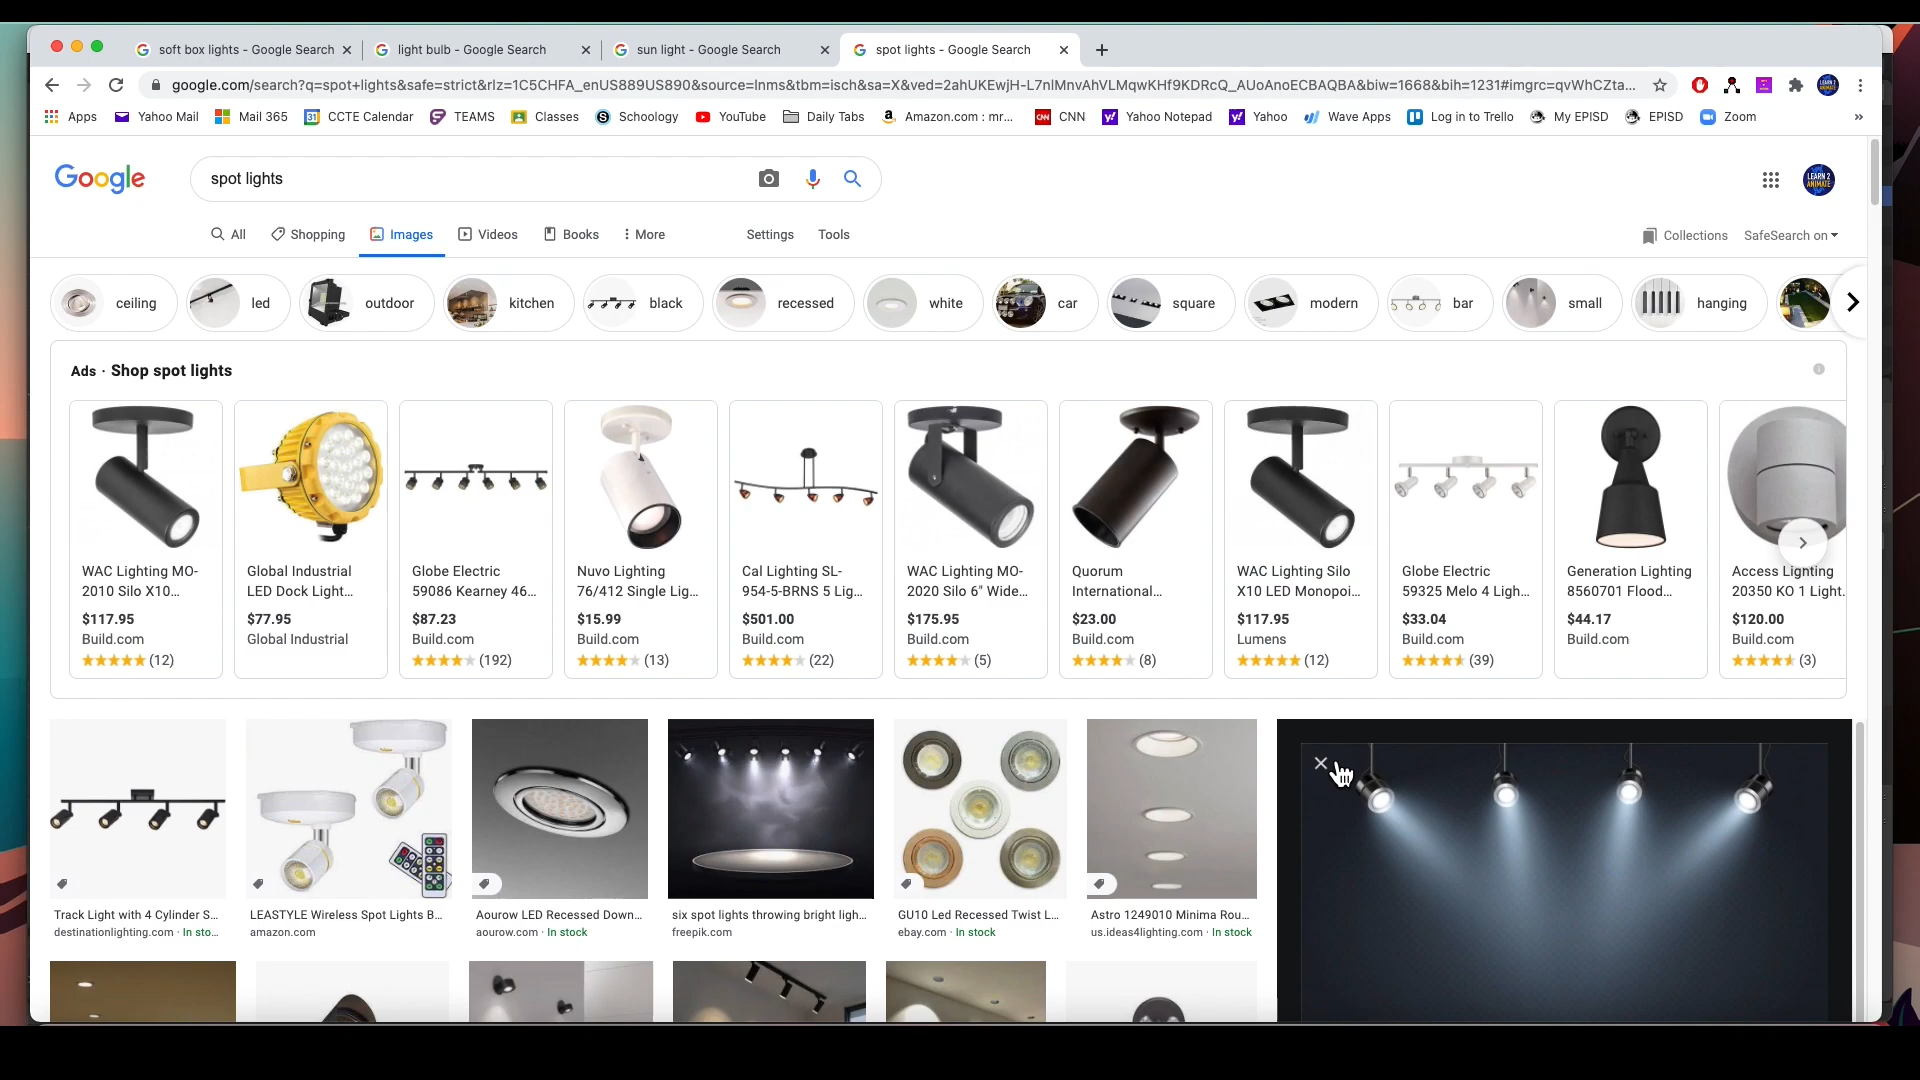 soft box lights - Google Search
light bulb - Google Search
sun light - Google Search
spot lights - Google Search
google.com/search?q=spot+lights&safe=strict&rlz=1C5CHFA_enUS889US890&source=lnms&tbm=isch&sa=X&ved=2ahUKEwjH-L7nlMnvAhVLMqwKHf9KDRcQ_AUoAnoECBAQBA&biw=1668&bih=1231#imgrc=qvWhCZta...
Apps
Yahoo Mail
Mail 365
31 CCTE Calendar
TEAMS
Classes
S Schoology
YouTube
Daily Tabs
Amazon.com : mr...
CNN CNN
Yahoo Notepad
Yahoo
Wave Apps
Log in to Trello
My EPISD
EPISD
Zoom
»
Google
spot lights
LEARN 2
ANIMATE
All
Shopping
Images
Videos
Books
More
Settings
Tools
Collections
SafeSearch on
ceiling
led
outdoor
kitchen
black
recessed
white
car
square
modern
bar
small
hanging
Ads · Shop spot lights
WAC Lighting MO-
2010 Silo X10...
$117.95
Build.com
(12)
Global Industrial
LED Dock Light...
$77.95
Global Industrial
Globe Electric
59086 Kearney 46...
$87.23
Build.com
(192)
Nuvo Lighting
76/412 Single Lig...
$15.99
Build.com
(13)
Cal Lighting SL-
954-5-BRNS 5 Lig...
$501.00
Build.com
(22)
WAC Lighting MO-
2020 Silo 6" Wide...
$175.95
Build.com
(5)
Quorum
International...
$23.00
Build.com
(8)
WAC Lighting Silo
X10 LED Monopoi...
$117.95
Lumens
(12)
Globe Electric
59325 Melo 4 Ligh...
$33.04
Build.com
(39)
Generation Lighting
8560701 Flood...
$44.17
Build.com
Access Lighting
20350 KO 1 Light.
$120.00
Build.com
(3)
Track Light with 4 Cylinder S...
destinationlighting.com · In sto...
LEASTYLE Wireless Spot Lights B...
amazon.com
Aourow LED Recessed Down...
aourow.com · In stock
six spot lights throwing bright ligh...
freepik.com
GU10 Led Recessed Twist L...
ebay.com · In stock
Astro 1249010 Minima Rou...
us.ideas4lighting.com · In stock